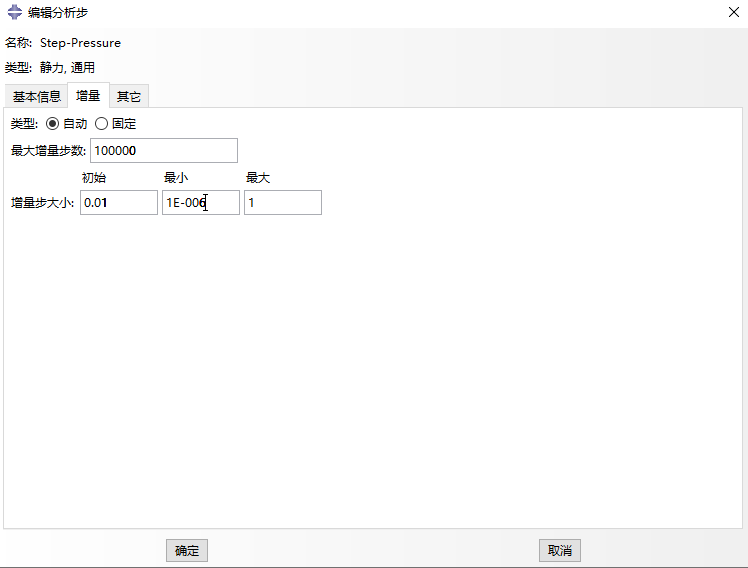 编辑分析步
名称: Step-Pressure
类型: 静力, 通用
基本信息 增量 其它
类型: 自动 固定
最大增量步数: 100000
初始 最小 最大
增量步大小: 0.01 1E-006 1
确定 取消